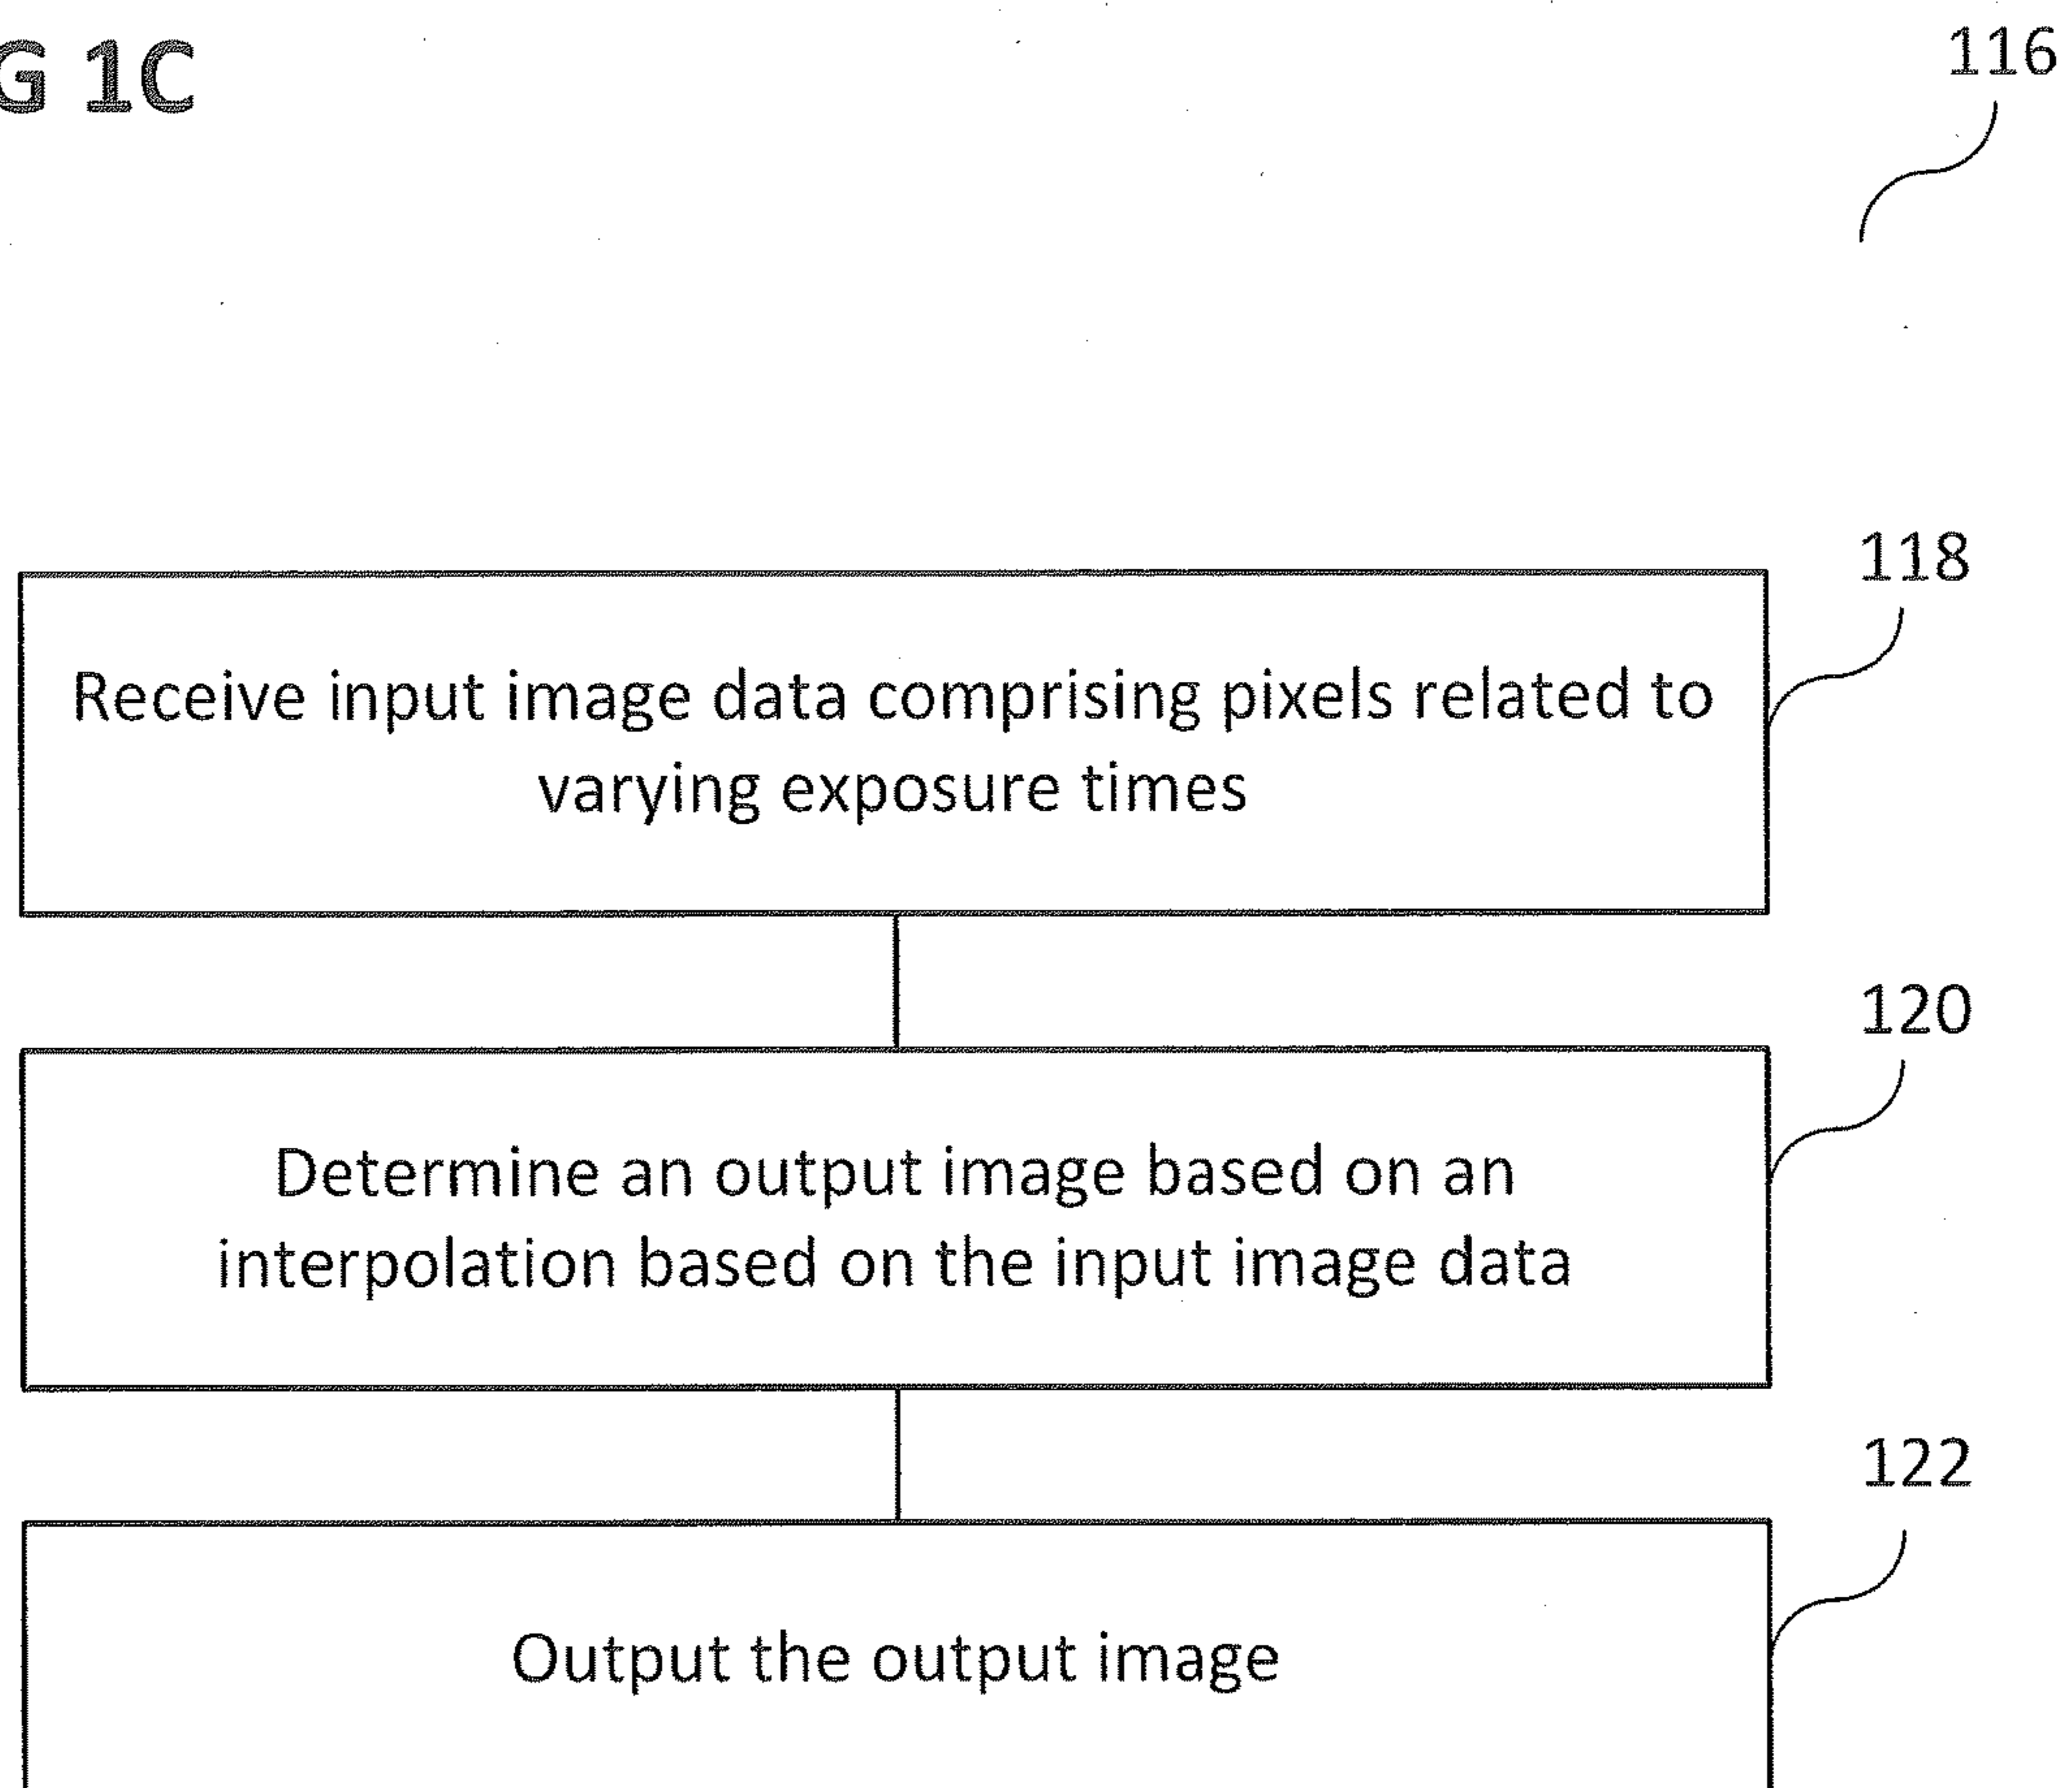 G 1C
116
118
Receive input image data comprising pixels related to
varying exposure times
120
Determine an output image based on an
interpolation based on the input image data
122
Output the output image